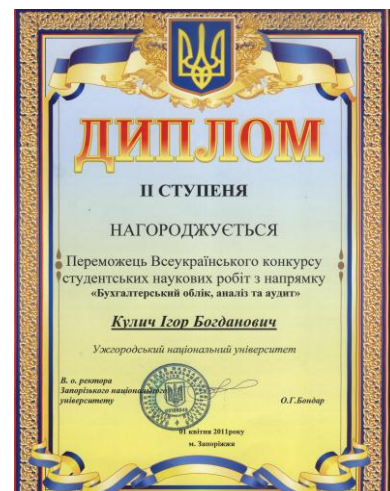 ДИПЛОМ
ІІ СТУПЕНЯ
НАГОРОДЖУЄТЬСЯ
Переможець Всеукраїнського конкурсу
студентських наукових робіт з напрямку
«Бухгалтерський облік, аналіз та аудит»
Кулич Ігор Богданович
Ужгородський національний університет
В. о. ректора
Запорізького національного
університету О.Г.Бондар
01 квітня 2011року
м. Запоріжжя